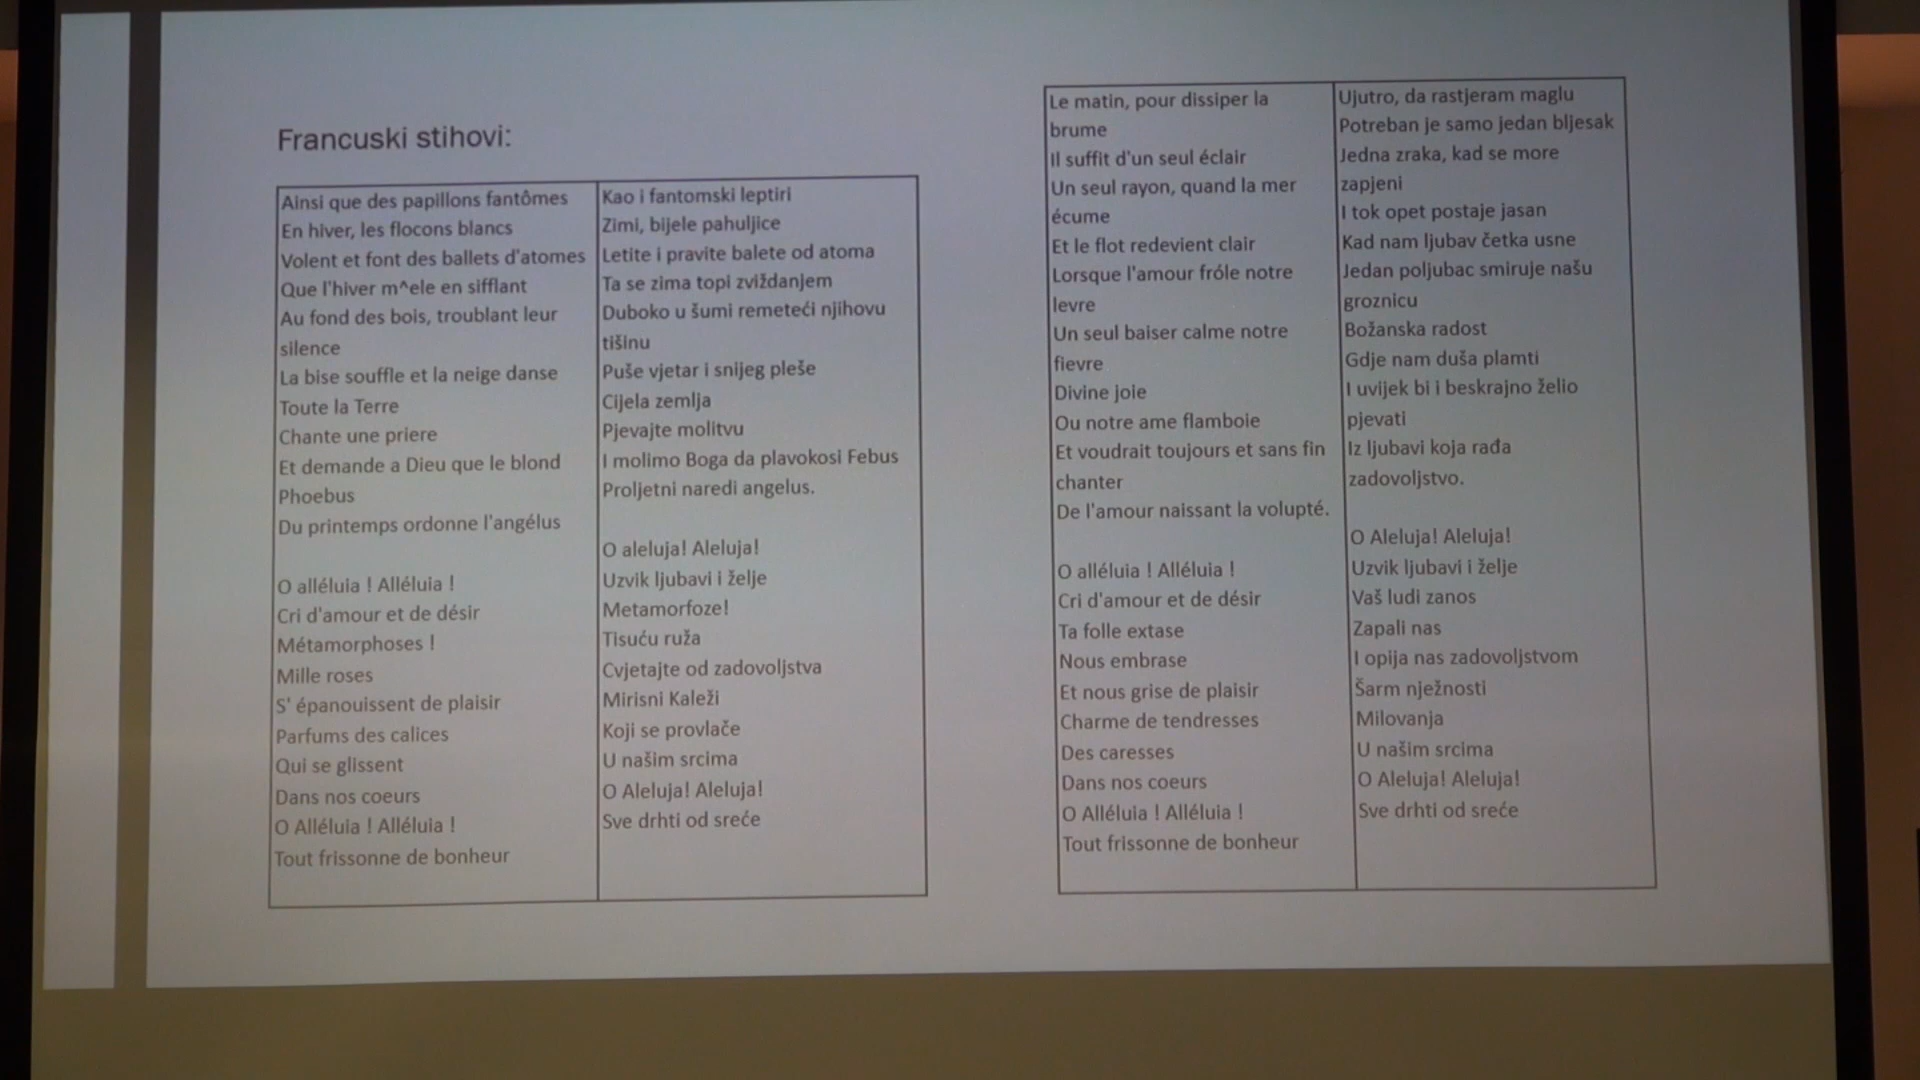 Francuski stihovi:
Ainsi que des papillons fantômes
En hiver, les flocons blancs
Volent et font des ballets d'atomes
Que l'hiver m^ele en sifflant
Au fond des bois, troublant leur
silence
La bise souffle et la neige danse
Toute la Terre
Chante une priere
Et demande a Dieu que le blond
Phoebus
Du printemps ordonne l'angélus
O alléluia ! Alléluia !
Cri d'amour et de désir
Métamorphoses !
Mille roses
S' épanouissent de plaisir
Parfums des calices
Qui se glissent
Dans nos coeurs
O Alléluia ! Alléluia !
Tout frissonne de bonheur
Kao i fantomski leptiri
Zimi, bijele pahuljice
Letite i pravite balete od atoma
Ta se zima topi zviždanjem
Duboko u šumi remeteći njihovu
tišinu
Puše vjetar i snijeg pleše
Cijela zemlja
Pjevajte molitvu
I molimo Boga da plavokosi Febus
Proljetni naredi angelus.
O aleluja! Aleluja!
Uzvik ljubavi i želje
Metamorfoze!
Tisuću ruža
Cvjetajte od zadovoljstva
Mirisni Kaleži
Koji se provlače
U našim srcima
O Aleluja! Aleluja!
Sve drhti od sreće
Le matin, pour dissiper la
brume
Il suffit d'un seul éclair
Un seul rayon, quand la mer
écume
Et le flot redevient clair
Lorsque l'amour fróle notre
levre
Un seul baiser calme notre
fievre
Divine joie
Ou notre ame flamboie
Et voudrait toujours et sans fin
chanter
De l'amour naissant la volupté.
O alléluia ! Alléluia !
Cri d'amour et de désir
Ta folle extase
Nous embrase
Et nous grise de plaisir
Charme de tendresses
Des caresses
Dans nos coeurs
O Alléluia ! Alléluia !
Tout frissonne de bonheur
Ujutro, da rastjeram maglu
Potreban je samo jedan bljesak
Jedna zraka, kad se more
zapjeni
I tok opet postaje jasan
Kad nam ljubav četka usne
Jedan poljubac smiruje našu
groznicu
Božanska radost
Gdje nam duša plamti
I uvijek bi i beskrajno želio
pjevati
Iz ljubavi koja rađa
zadovoljstvo.
O Aleluja! Aleluja!
Uzvik ljubavi i želje
Vaš ludi zanos
Zapali nas
I opija nas zadovoljstvom
Šarm nježnosti
Milovanja
U našim srcima
O Aleluja! Aleluja!
Sve drhti od sreće